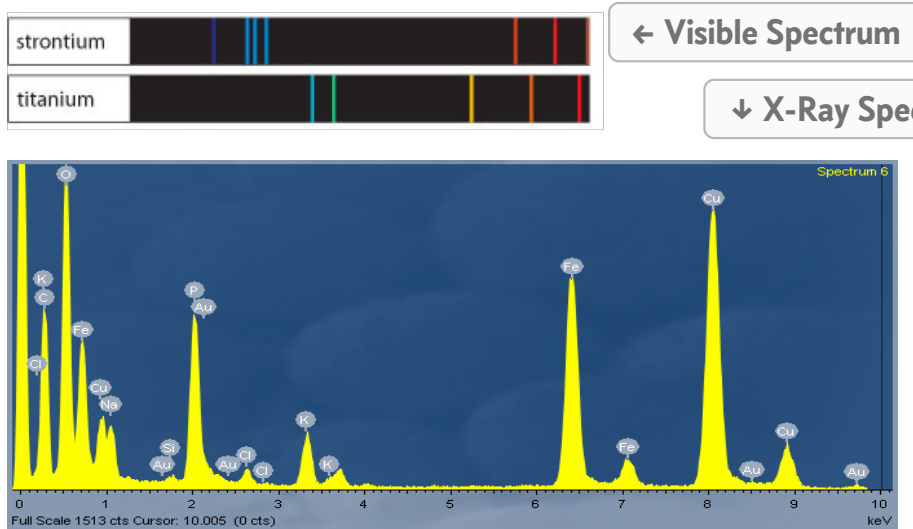 strontium
← Visible Spectrum
titanium
↓ X-Ray Spe
Spectrum 6
O
Cu
K
C
Fe
P
Au
Fe
Cl
Cu
Na
K
Cu
Si
Au
Au
Cl
Cl
K
Fe
Au
Au
0 1 2 3 4 5 6 7 8 9 10
Full Scale 1513 cts Cursor: 10.005 (0 cts)
keV